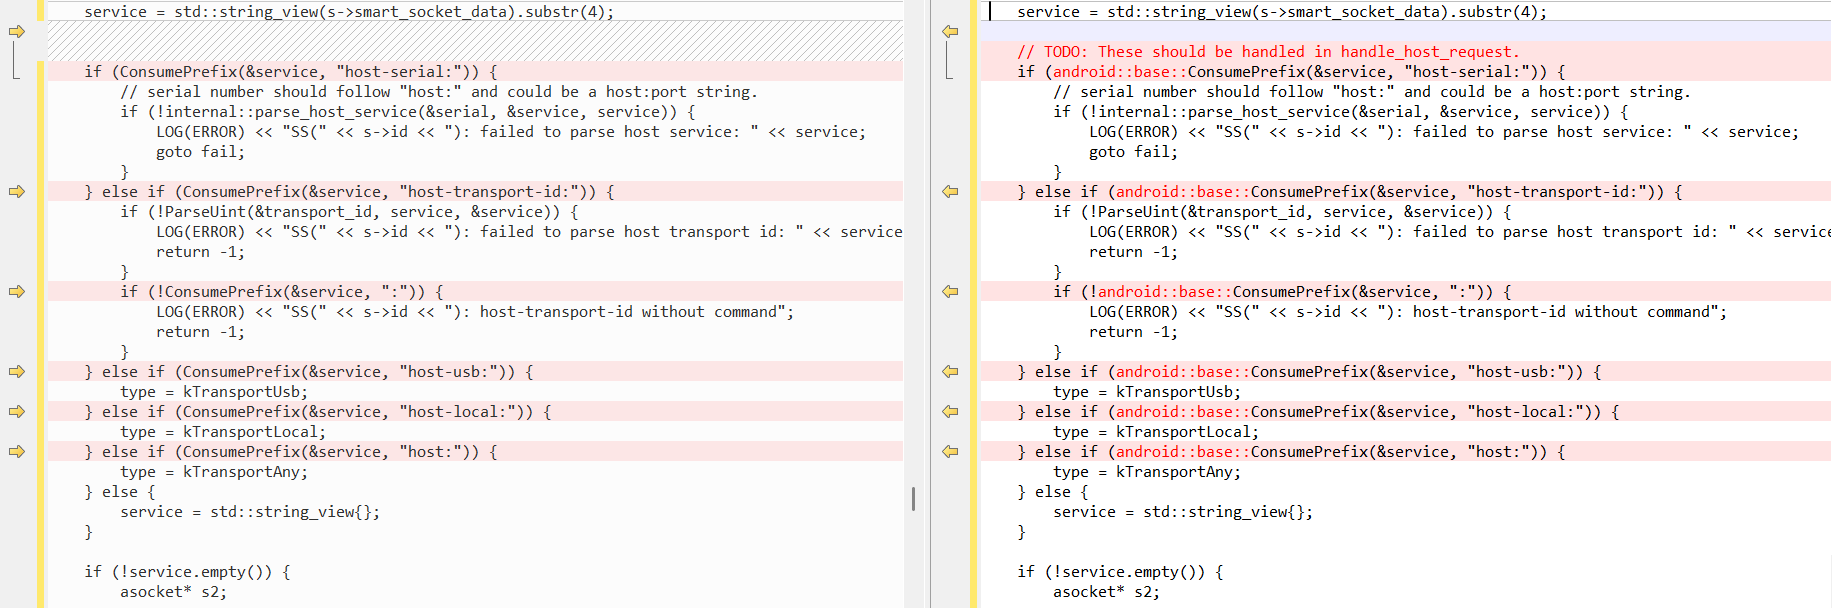 service = std::string_view(s->smart_socket_data).substr(4);
if (ConsumePrefix(&service, "host-serial:")) {
// serial number should follow "host:" and could be a host:port string.
if (!internal::parse_host_service(&serial, &service, service)) {
LOG(ERROR) << "SS(" << s->id << "): failed to parse host service: " << service;
goto fail;
}
} else if (ConsumePrefix(&service, "host-transport-id:")) {
if (!ParseUint(&transport_id, service, &service)) {
LOG(ERROR) << "SS(" << s->id << "): failed to parse host transport id: " << service
return -1;
}
if (!ConsumePrefix(&service, ":")) {
LOG(ERROR) << "SS(" << s->id << "): host-transport-id without command";
return -1;
}
} else if (ConsumePrefix(&service, "host-usb:")) {
type = kTransportUsb;
} else if (ConsumePrefix(&service, "host-local:")) {
type = kTransportLocal;
} else if (ConsumePrefix(&service, "host:")) {
type = kTransportAny;
} else {
service = std::string_view{};
}
if (!service.empty()) {
asocket* s2;
service = std::string_view(s->smart_socket_data).substr(4);
// TODO: These should be handled in handle_host_request.
if (android::base::ConsumePrefix(&service, "host-serial:")) {
// serial number should follow "host:" and could be a host:port string.
if (!internal::parse_host_service(&serial, &service, service)) {
LOG(ERROR) << "SS(" << s->id << "): failed to parse host service: " << service;
goto fail;
}
} else if (android::base::ConsumePrefix(&service, "host-transport-id:")) {
if (!ParseUint(&transport_id, service, &service)) {
LOG(ERROR) << "SS(" << s->id << "): failed to parse host transport id: " << service
return -1;
}
if (!android::base::ConsumePrefix(&service, ":")) {
LOG(ERROR) << "SS(" << s->id << "): host-transport-id without command";
return -1;
}
} else if (android::base::ConsumePrefix(&service, "host-usb:")) {
type = kTransportUsb;
} else if (android::base::ConsumePrefix(&service, "host-local:")) {
type = kTransportLocal;
} else if (android::base::ConsumePrefix(&service, "host:")) {
type = kTransportAny;
} else {
service = std::string_view{};
}
if (!service.empty()) {
asocket* s2;